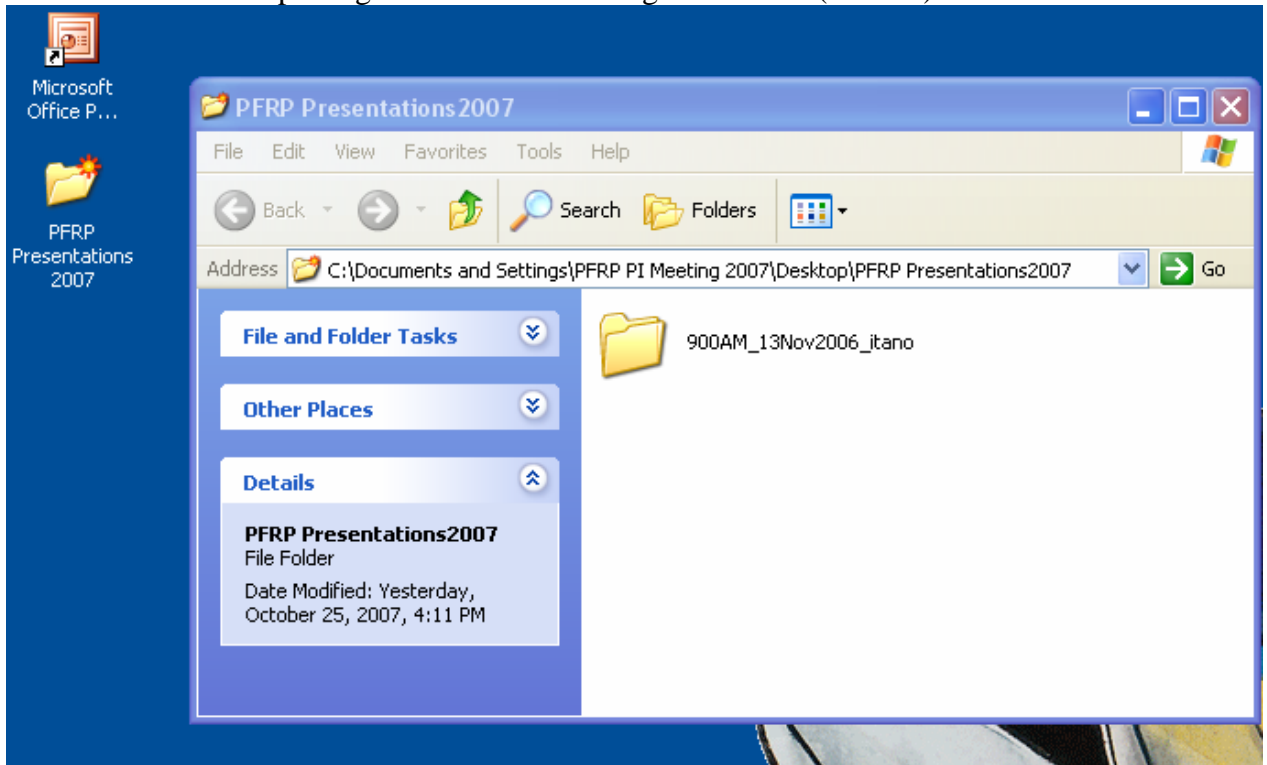 Microsoft
Office P...
PFRP
Presentations
2007
PFRP Presentations2007
File Edit View Favorites Tools Help
Back Search Folders
Address C:\Documents and Settings\PFRP PI Meeting 2007\Desktop\PFRP Presentations2007 Go
File and Folder Tasks
Other Places
Details
PFRP Presentations2007
File Folder
Date Modified: Yesterday,
October 25, 2007, 4:11 PM
900AM_13Nov2006_itano